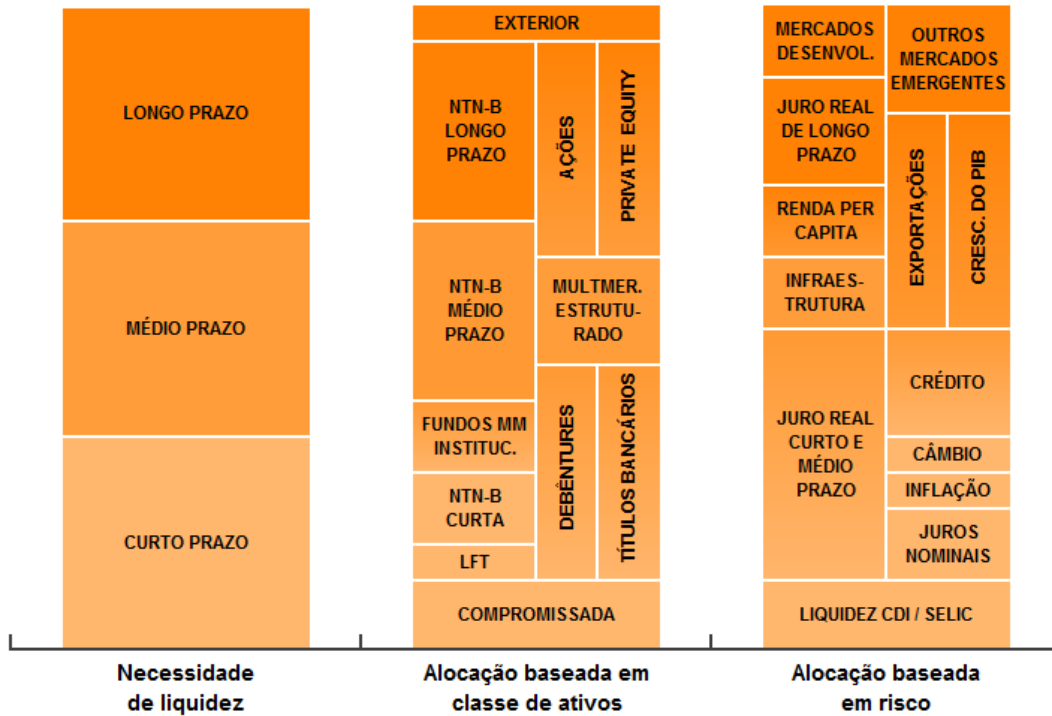 LONGO PRAZO
MÉDIO PRAZO
CURTO PRAZO
Necessidade
de liquidez
EXTERIOR
NTN-B
LONGO
PRAZO
AÇÕES
PRIVATE EQUITY
NTN-B
MÉDIO
PRAZO
MULTMER.
ESTRUTU-
RADO
FUNDOS MM
INSTITUC.
DEBÊNTURES
TÍTULOS BANCÁRIOS
NTN-B
CURTA
LFT
COMPROMISSADA
Alocação baseada em
classe de ativos
MERCADOS
DESENVOL.
OUTROS
MERCADOS
EMERGENTES
JURO REAL
DE LONGO
PRAZO
EXPORTAÇÕES
CRESC. DO PIB
RENDA PER
CAPITA
INFRAES-
TRUTURA
JURO REAL
CURTO E
MÉDIO
PRAZO
CRÉDITO
CÂMBIO
INFLAÇÃO
JUROS
NOMINAIS
LIQUIDEZ CDI / SELIC
Alocação baseada
em risco